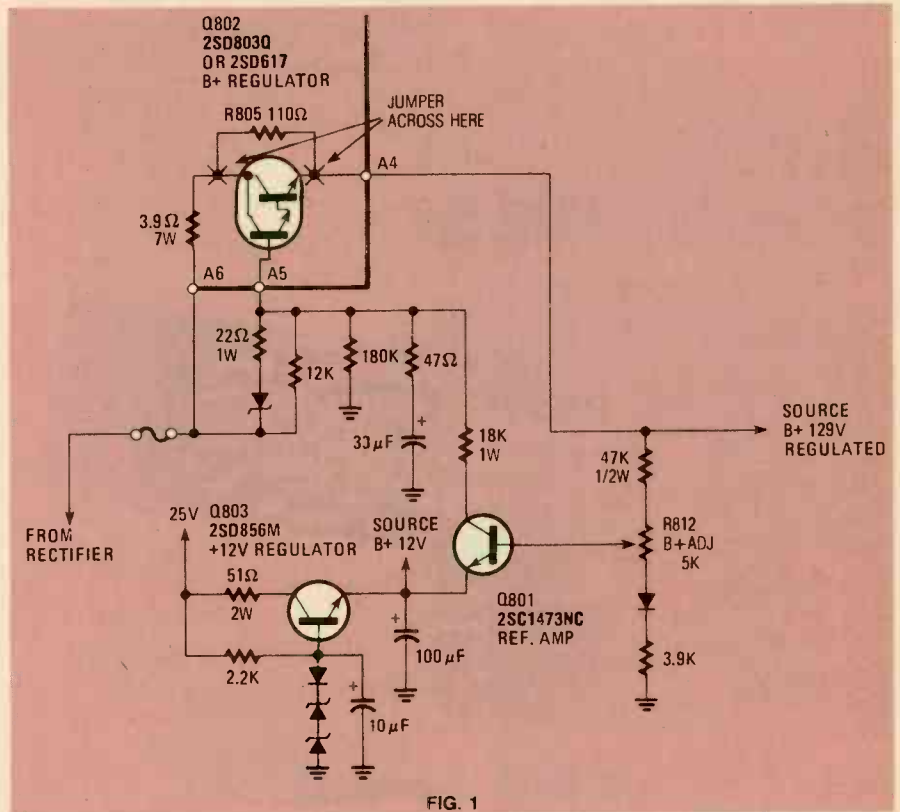 Q802
2SD803Q
OR 2SD617
B+ REGULATOR
R805 110Ω
JUMPER
ACROSS HERE
A4
3.9Ω
7W
A6
A5
22Ω
1W
12K
180K
47Ω
+
33μF
18K
1W
SOURCE
B+ 129V
REGULATED
47K
1/2W
R812
B+ADJ
5K
FROM
RECTIFIER
25V
Q803
2SD856M
+12V REGULATOR
51Ω
2W
SOURCE
B+ 12V
2.2K
+
10μF
+
100μF
Q801
2SC1473NC
REF. AMP
3.9K
FIG. 1